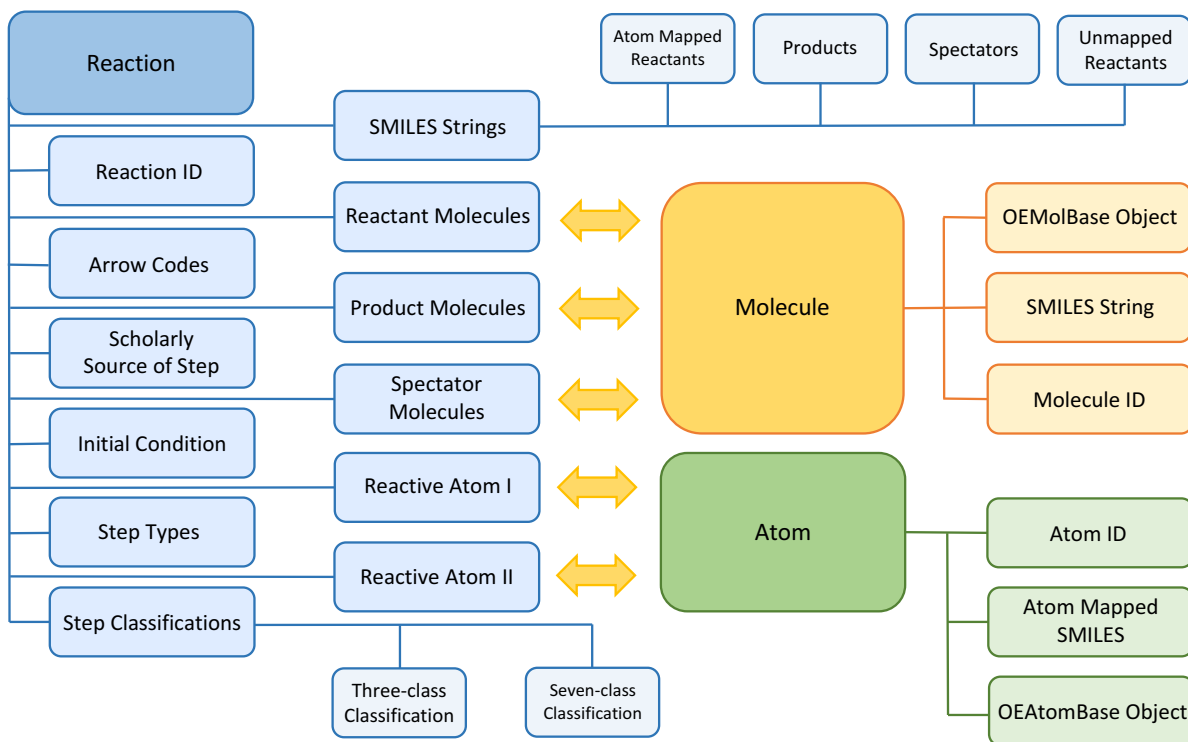 Reaction
Atom Mapped
Reactants
Products
Spectators
Unmapped
Reactants
SMILES Strings
Reaction ID
Reactant Molecules
Arrow Codes
Product Molecules
Scholarly
Source of Step
Spectator
Molecules
Initial Condition
Reactive Atom I
Step Types
Reactive Atom II
Step Classifications
Three-class
Classification
Seven-class
Classification
Molecule
OEMolBase Object
SMILES String
Molecule ID
Atom
Atom ID
Atom Mapped
SMILES
OEAtomBase Object